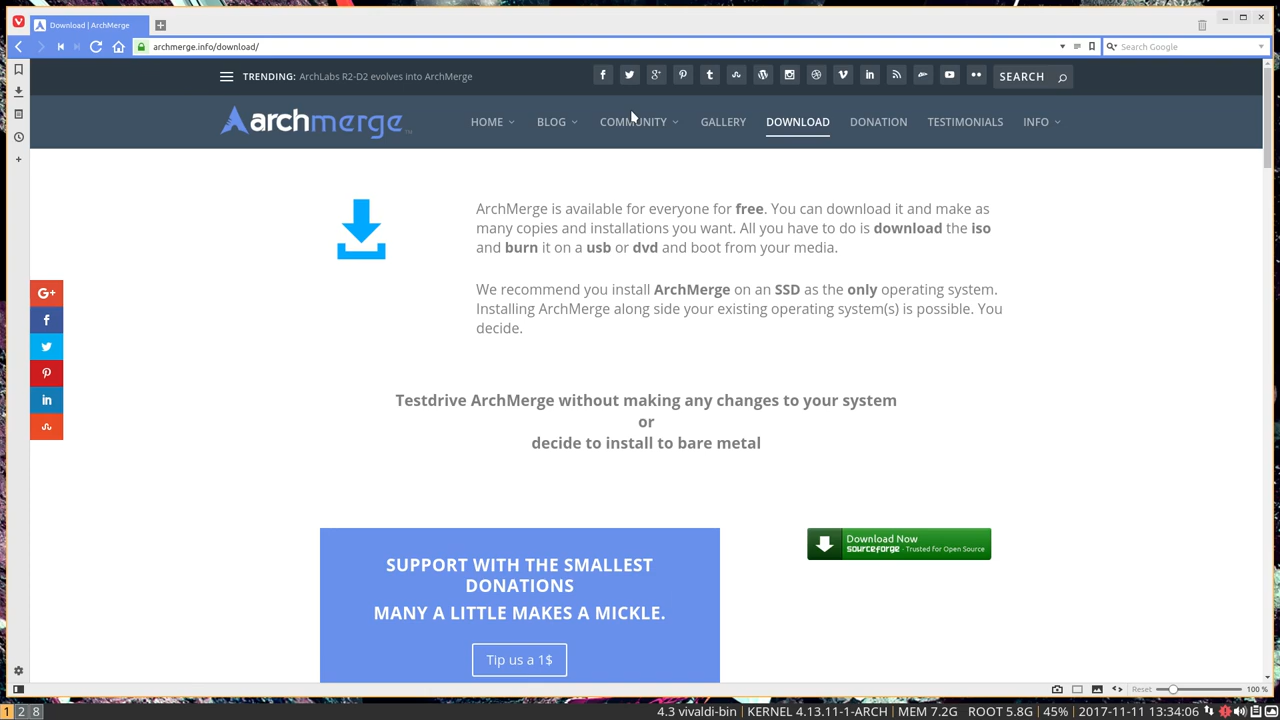 Download | ArchMerge
archmerge.info/download/
Search Google
TRENDING: ArchLabs R2-D2 evolves into ArchMerge
SEARCH
archmerge
HOME
BLOG
COMMUNITY
GALLERY
DOWNLOAD
DONATION
TESTIMONIALS
INFO
ArchMerge is available for everyone for free. You can download it and make as
many copies and installations you want. All you have to do is download the iso
and burn it on a usb or dvd and boot from your media.
We recommend you install ArchMerge on an SSD as the only operating system.
Installing ArchMerge along side your existing operating system(s) is possible. You
decide.
Testdrive ArchMerge without making any changes to your system
or
decide to install to bare metal
SUPPORT WITH THE SMALLEST
DONATIONS
MANY A LITTLE MAKES A MICKLE.
Tip us a 1$
Download Now
sourceforge - Trusted for Open Source
Reset
100 %
1 2 8
4.3 vivaldi-bin | KERNEL 4.13.11-1-ARCH | MEM 7.2G ROOT 5.8G | 45% | 2017-11-11 13:34:06